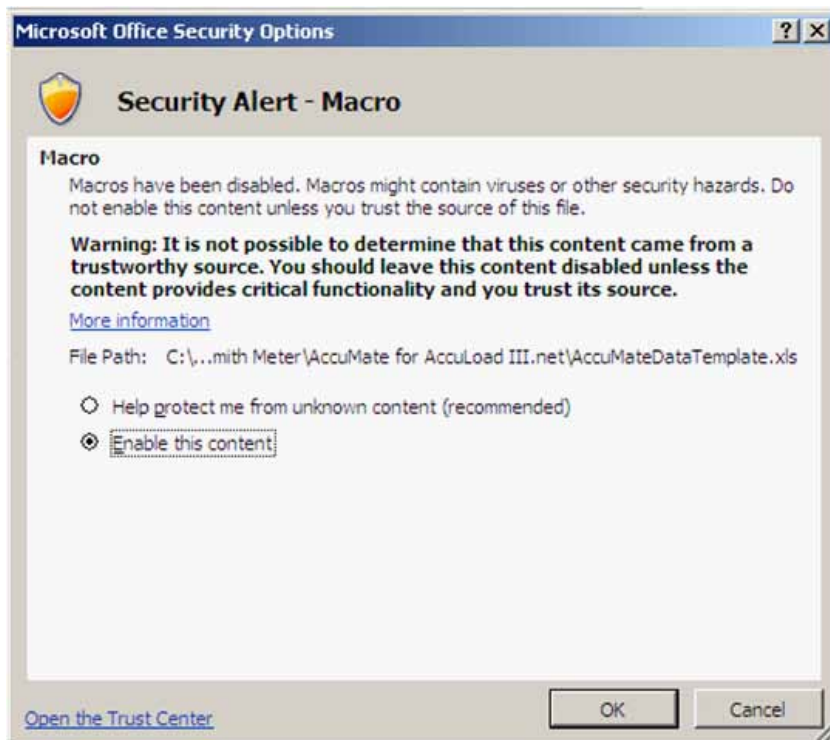 Microsoft Office Security Options
Security Alert - Macro
Macro
Macros have been disabled. Macros might contain viruses or other security hazards. Do
not enable this content unless you trust the source of this file.
Warning: It is not possible to determine that this content came from a
trustworthy source. You should leave this content disabled unless the
content provides critical functionality and you trust its source.
More information
File Path: C:\...mith Meter\AccuMate for AccuLoad III.net\AccuMateDataTemplate.xls
Help protect me from unknown content (recommended)
Enable this content
Open the Trust Center
OK
Cancel